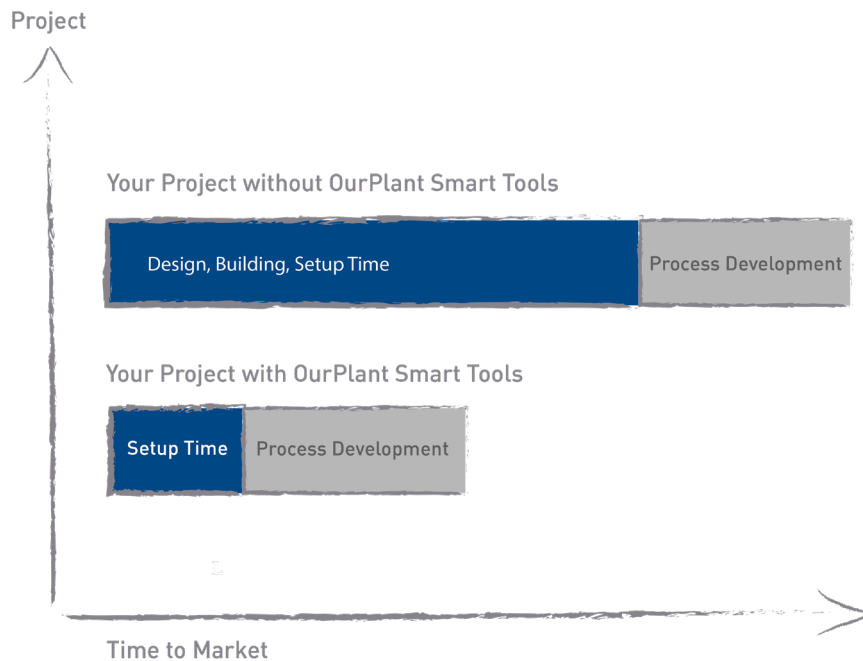 Project
Your Project without OurPlant Smart Tools
Design, Building, Setup Time
Process Development
Your Project with OurPlant Smart Tools
Setup Time
Process Development
Time to Market